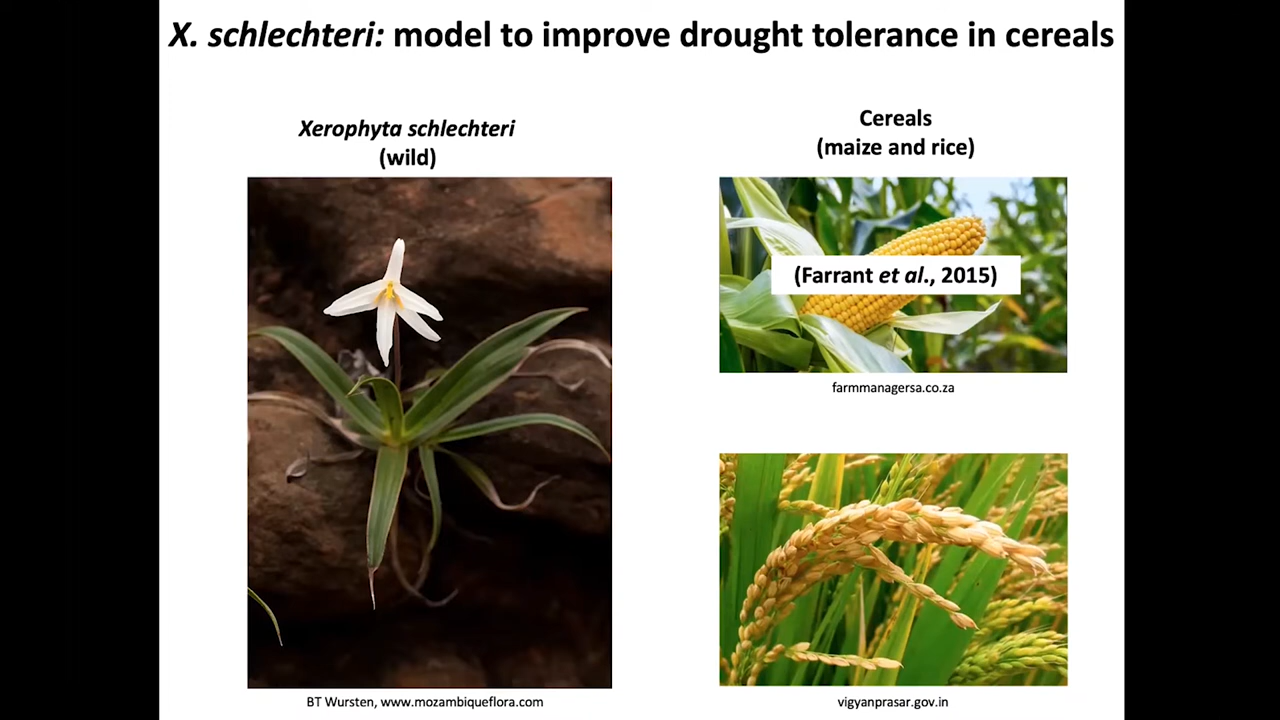 X. schlechteri: model to improve drought tolerance in cereals
Xerophyta schlechteri
(wild)
BT Wursten, www.mozambiqueflora.com
Cereals
(maize and rice)
(Farrant et al., 2015)
farmmanagersa.co.za
vigyanprasar.gov.in